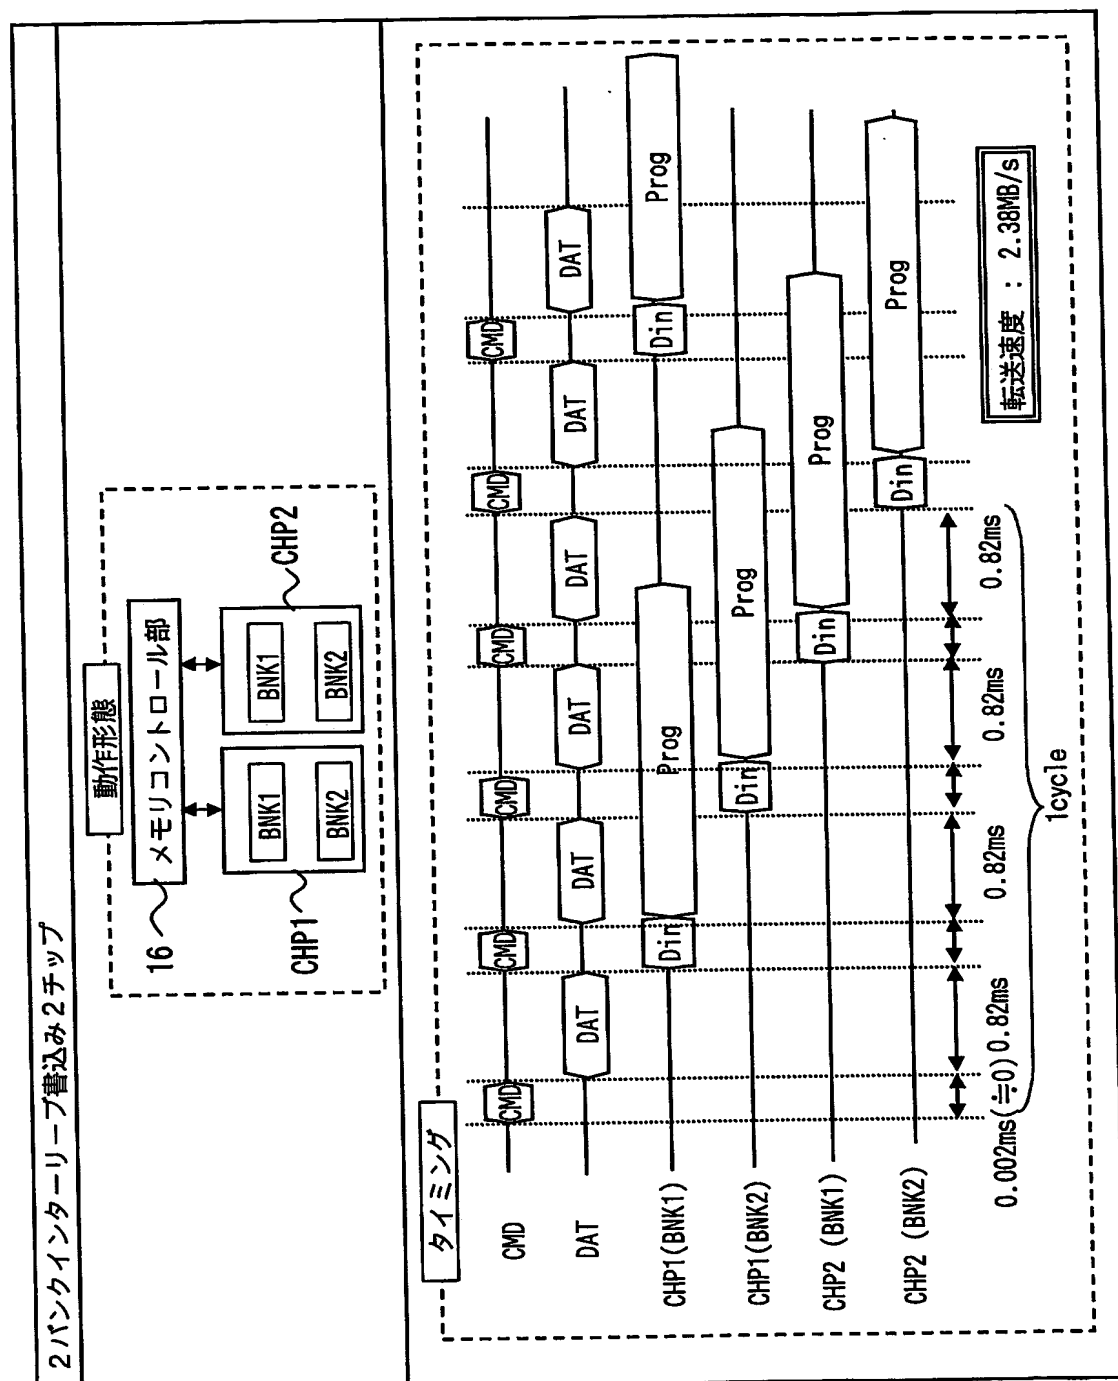 2バンクインターリーブ書込み2チップ
動作形態
16
メモリコントロール部
CHP1
BNK1
BNK2
CHP2
BNK1
BNK2
タイミング
CMD
CMD CMD CMD CMD CMD CMD
DAT
DAT DAT DAT DAT DAT DAT
CHP1(BNK1)
Din Prog Din Prog
CHP1(BNK2)
Din Prog
CHP2 (BNK1)
Din Prog
CHP2 (BNK2)
Din Prog
0.002ms(≒0) 0.82ms 0.82ms 0.82ms 0.82ms
1cycle
転送速度 : 2.38MB/s